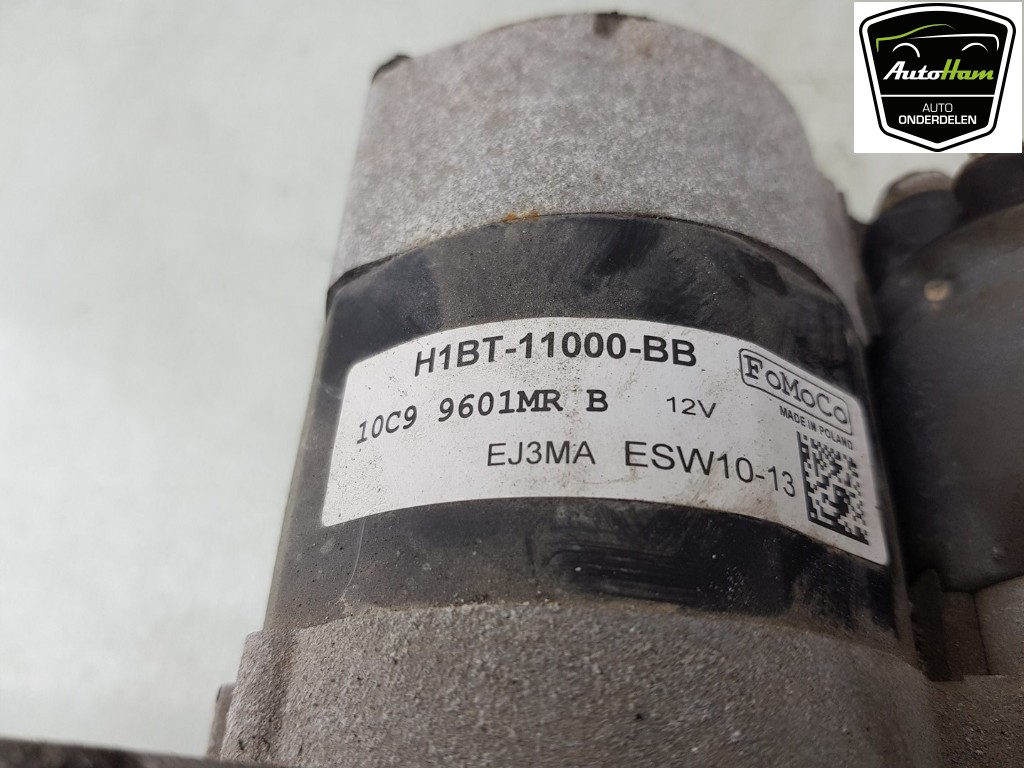 AutoHam
AUTO
ONDERDELEN
H1BT-11000-BB
FoMoCo
10C9 9601MR B
12V
MADE IN POLAND
EJ3MA ESW10-13